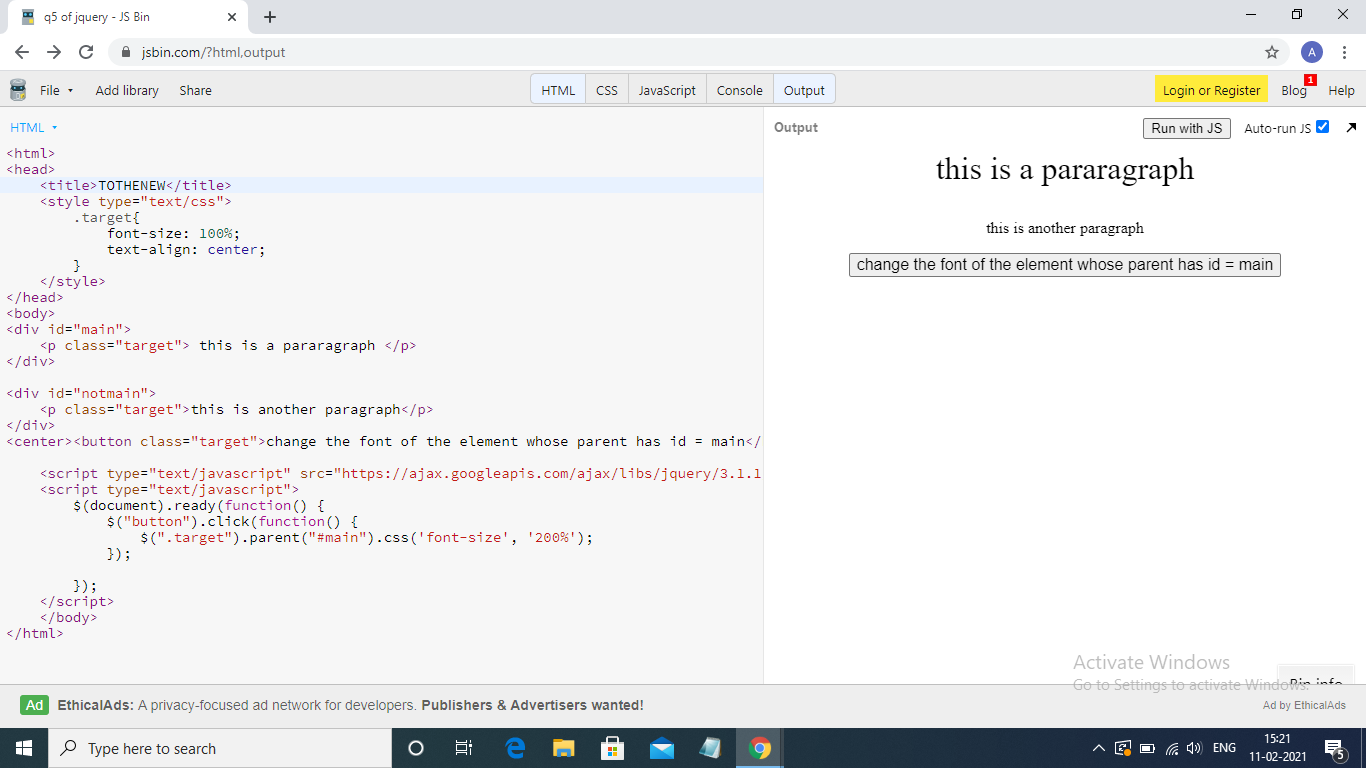 q5 of jquery - JS Bin
jsbin.com/?html,output
A
File
Add library
Share
HTML
CSS
JavaScript
Console
Output
Login or Register
Blog
1
Help
HTML
<html>
<head>
    <title>TOTHENEW</title>
    <style type="text/css">
        .target{
            font-size: 100%;
            text-align: center;
        }
    </style>
</head>
<body>
<div id="main">
    <p class="target"> this is a pararagraph </p>
</div>

<div id="notmain">
    <p class="target">this is another paragraph</p>
</div>
<center><button class="target">change the font of the element whose parent has id = main</

    <script type="text/javascript" src="https://ajax.googleapis.com/ajax/libs/jquery/3.1.1
    <script type="text/javascript">
        $(document).ready(function() {
            $("button").click(function() {
                $(".target").parent("#main").css('font-size', '200%');
            });

        });
    </script>
    </body>
</html>
Output
Run with JS
Auto-run JS
this is a pararagraph
this is another paragraph
change the font of the element whose parent has id = main
Activate Windows
Go to Settings to activate Windows.
Bin info
Ad EthicalAds: A privacy-focused ad network for developers. Publishers & Advertisers wanted!
Ad by EthicalAds
Type here to search
ENG
15:21
11-02-2021
5